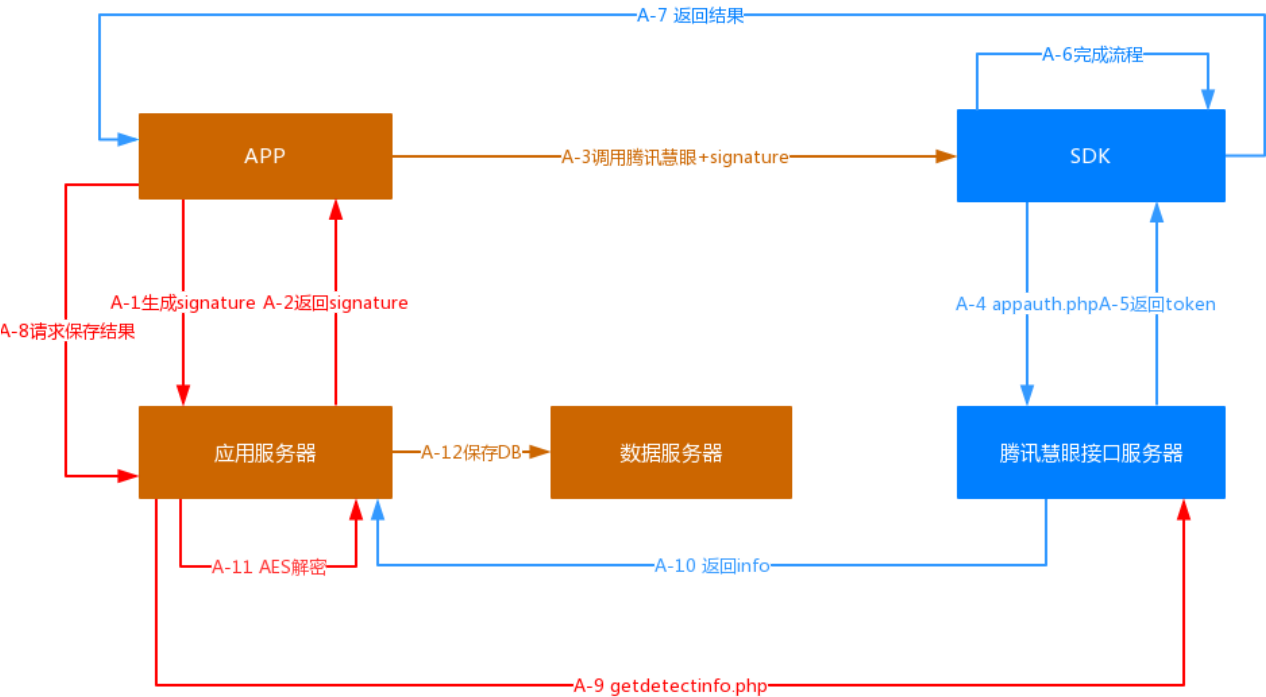 A-7 返回结果
A-6完成流程
APP
A-3调用腾讯慧眼+signature
SDK
A-1生成signature
A-2返回signature
A-4 appauth.php
A-5返回token
A-8请求保存结果
应用服务器
A-12保存DB
数据服务器
腾讯慧眼接口服务器
A-11 AES解密
A-10 返回info
A-9 getdetectinfo.php